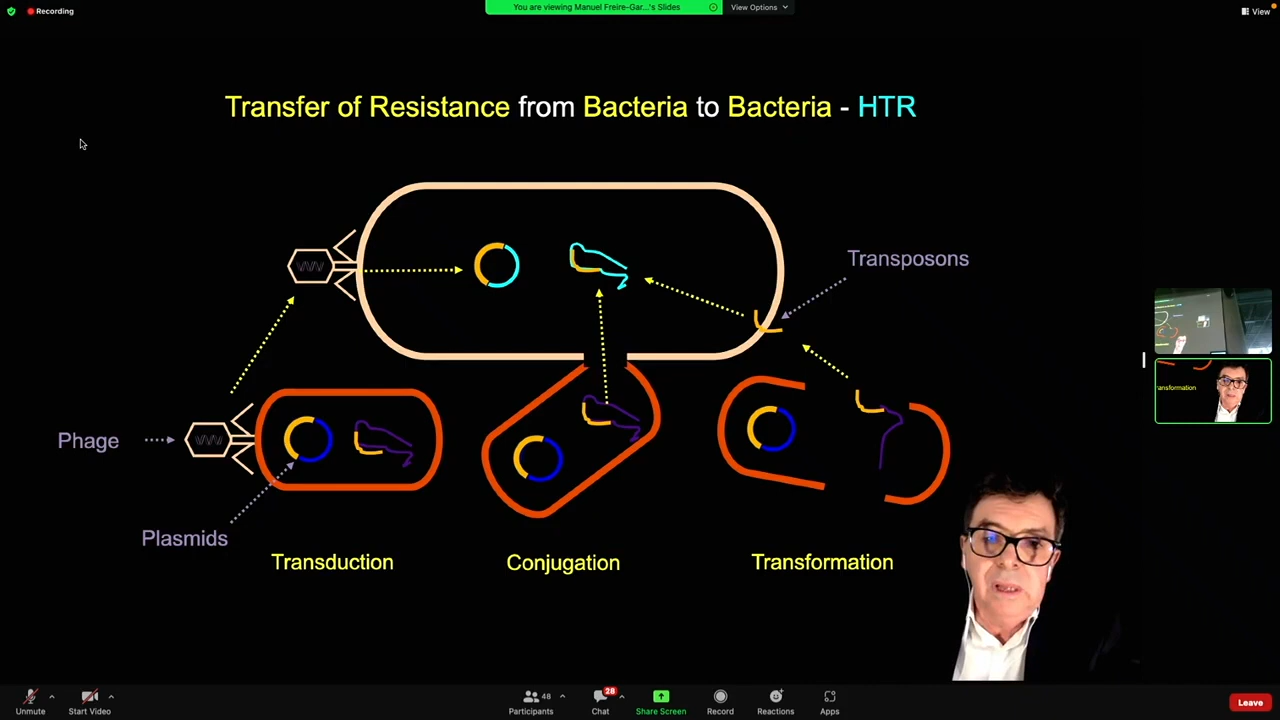 Recording
You are viewing Manuel Freire-Gar...'s Slides
View Options
View
Transfer of Resistance from Bacteria to Bacteria - HTR
Transposons
Phage
Plasmids
Transduction
Conjugation
Transformation
ansformation
Unmute
Start Video
Participants
48
Chat
28
Share Screen
Record
Reactions
Apps
Leave